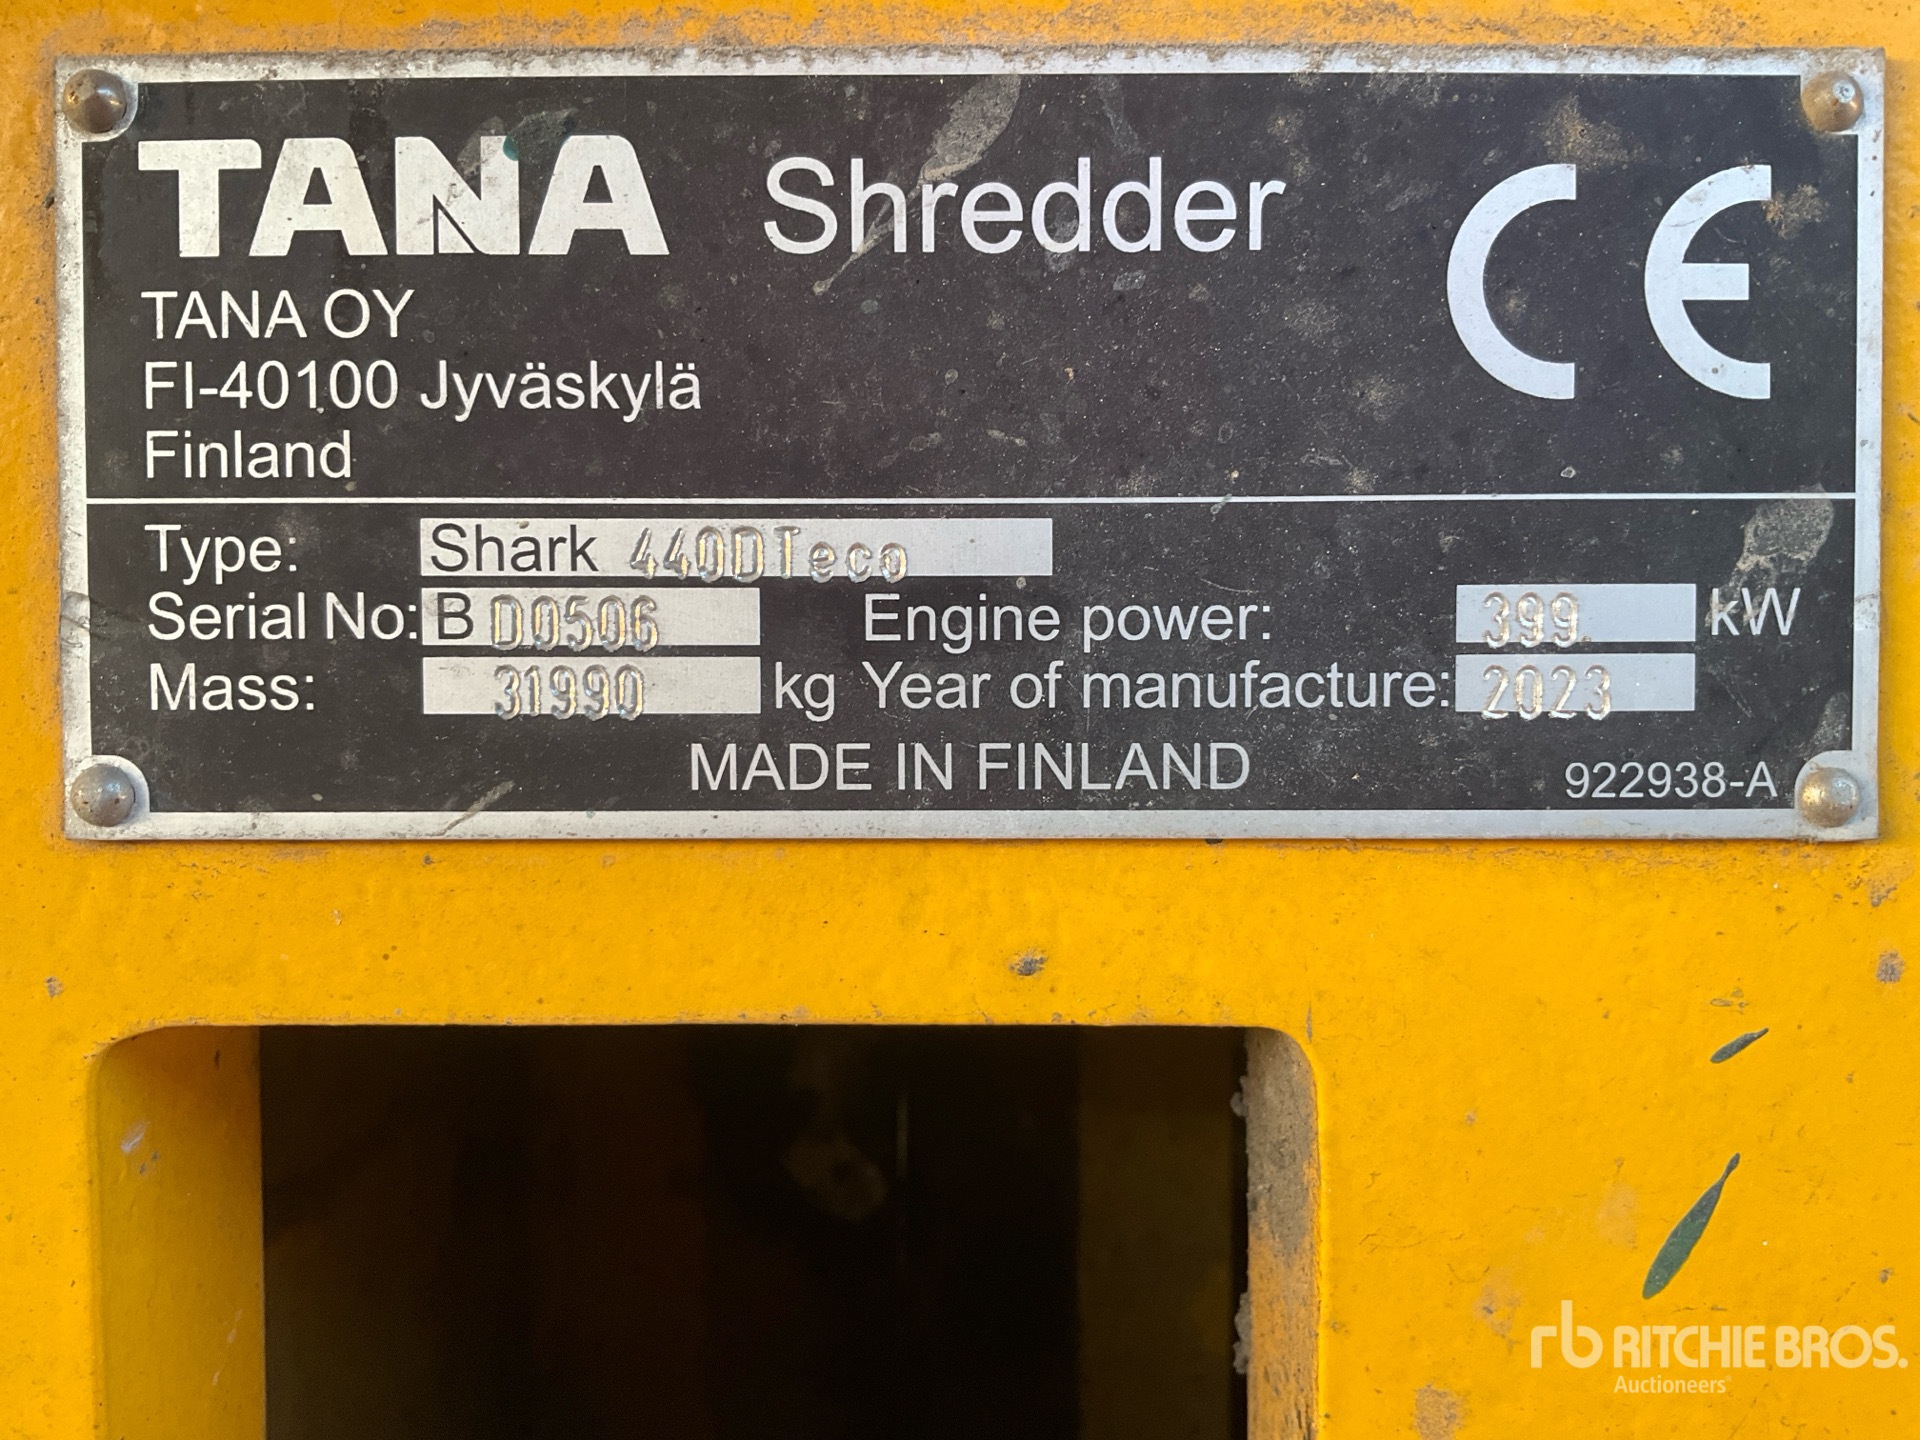 TANA Shredder CE
TANA OY
FI-40100 Jyväskylä
Finland
Type: Shark 440DTeco
Serial No: B D0506 Engine power: 399. kW
Mass: 31990 kg Year of manufacture: 2023
MADE IN FINLAND 922938-A
rb RITCHIE BROS.
Auctioneers